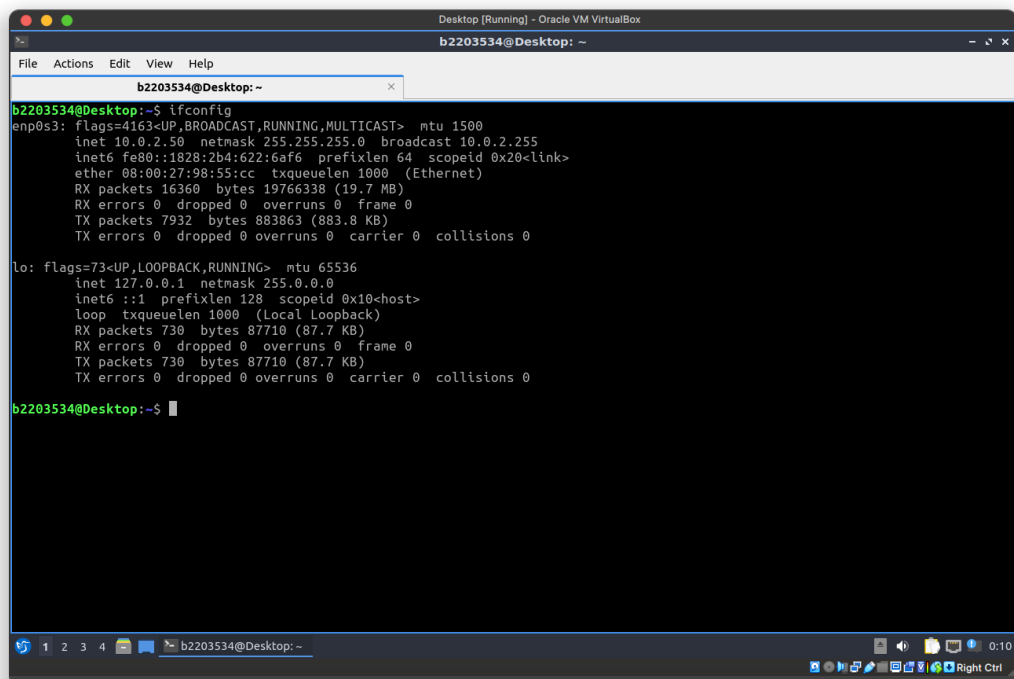 Desktop [Running] - Oracle VM VirtualBox
b2203534@Desktop: ~
File Actions Edit View Help
b2203534@Desktop: ~
b2203534@Desktop:~$ ifconfig
enp0s3: flags=4163<UP,BROADCAST,RUNNING,MULTICAST>  mtu 1500
        inet 10.0.2.50  netmask 255.255.255.0  broadcast 10.0.2.255
        inet6 fe80::1828:2b4:622:6af6  prefixlen 64  scopeid 0x20<link>
        ether 08:00:27:98:55:cc  txqueuelen 1000  (Ethernet)
        RX packets 16360  bytes 19766338 (19.7 MB)
        RX errors 0  dropped 0  overruns 0  frame 0
        TX packets 7932  bytes 883863 (883.8 KB)
        TX errors 0  dropped 0 overruns 0  carrier 0  collisions 0
lo: flags=73<UP,LOOPBACK,RUNNING>  mtu 65536
        inet 127.0.0.1  netmask 255.0.0.0
        inet6 ::1  prefixlen 128  scopeid 0x10<host>
        loop  txqueuelen 1000  (Local Loopback)
        RX packets 730  bytes 87710 (87.7 KB)
        RX errors 0  dropped 0  overruns 0  frame 0
        TX packets 730  bytes 87710 (87.7 KB)
        TX errors 0  dropped 0 overruns 0  carrier 0  collisions 0
b2203534@Desktop:~$
1 2 3 4 b2203534@Desktop: ~ 0:10
Right Ctrl